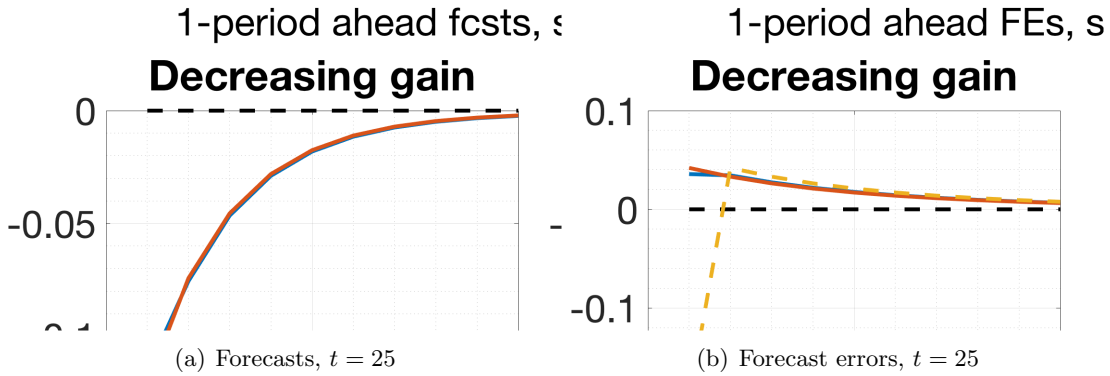 1-period ahead fcsts, s
Decreasing gain
0
-0.05
1-period ahead FEs, s
Decreasing gain
0.1
0
-0.1
(a) Forecasts, t = 25
(b) Forecast errors, t = 25